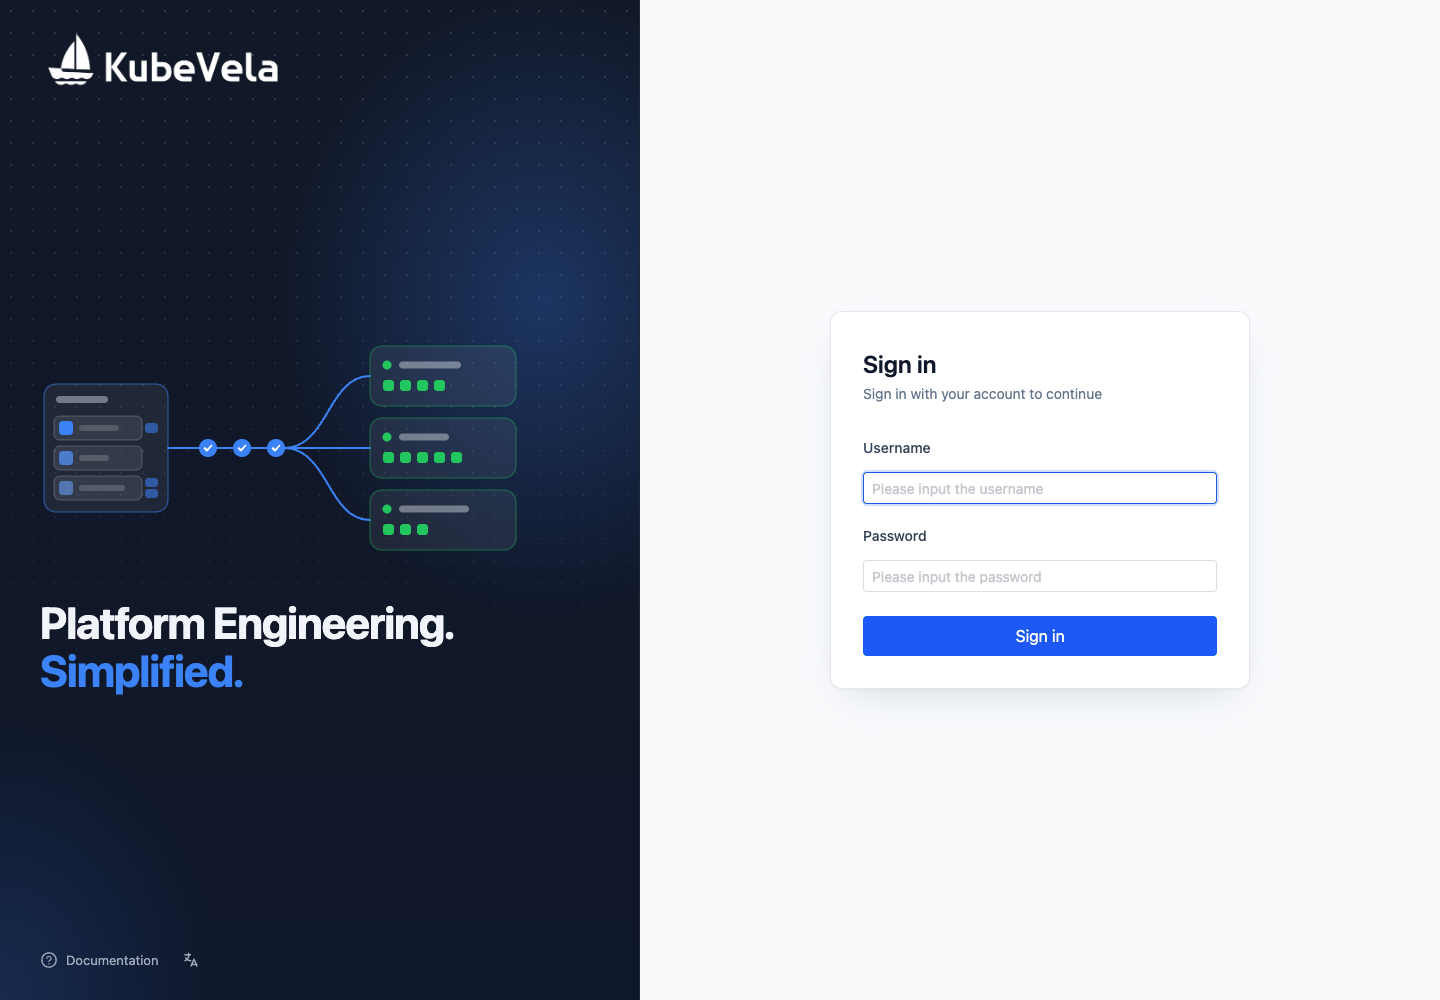 KubeVela
Platform Engineering.
Simplified.
Documentation
Sign in
Sign in with your account to continue
Username
Please input the username
Password
Please input the password
Sign in